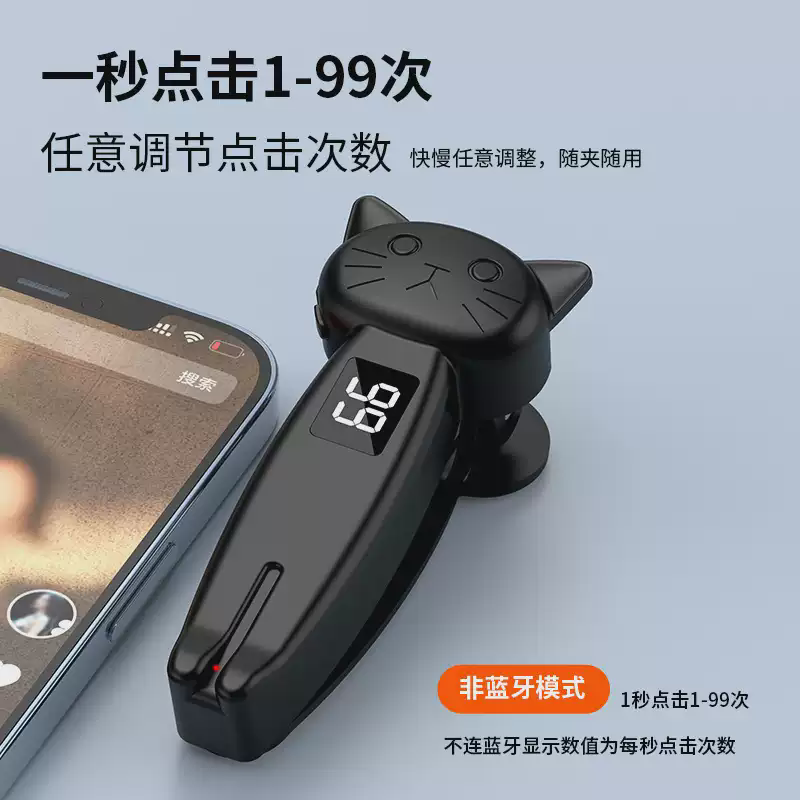 一秒点击1-99次
任意调节点击次数 快慢任意调整，随夹随用
搜索
66
非蓝牙模式 1秒点击1-99次
不连蓝牙显示数值为每秒点击次数